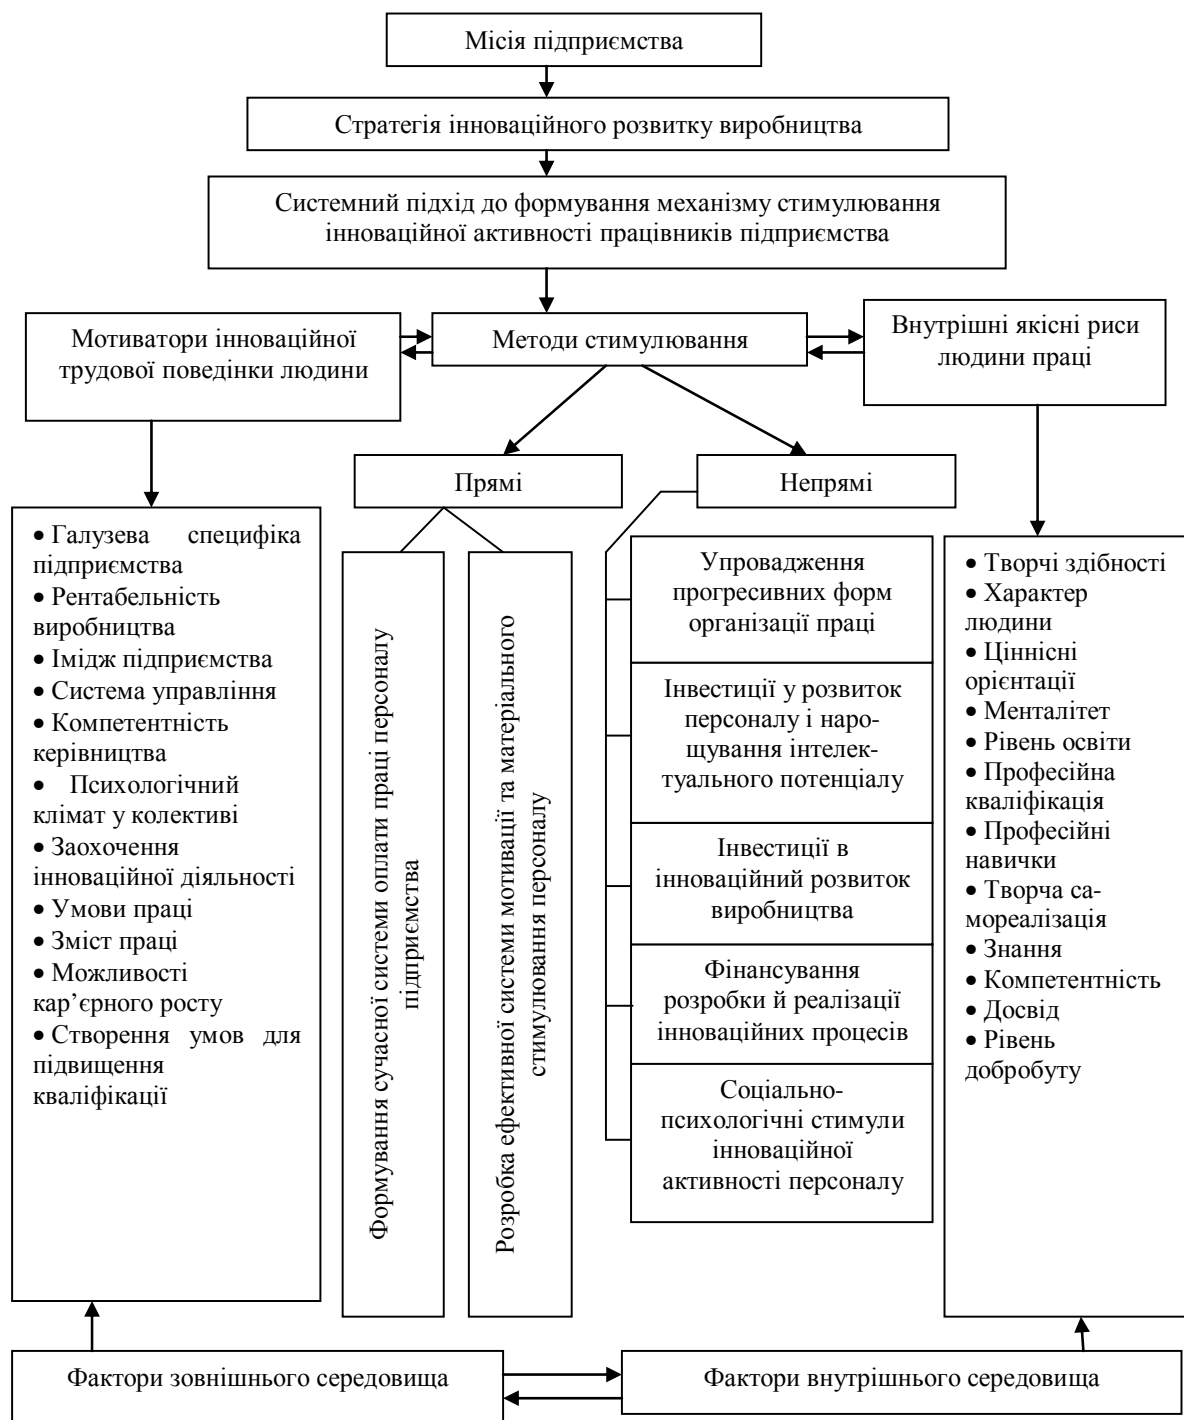 Місія підприємства
Стратегія інноваційного розвитку виробництва
Системний підхід до формування механізму стимулювання
інноваційної активності працівників підприємства
Мотиватори інноваційної
трудової поведінки людини
Методи стимулювання
Внутрішні якісні риси
людини праці
Прямі
Непрямі
• Галузева специфіка
підприємства
• Рентабельність
виробництва
• Імідж підприємства
• Система управління
• Компетентність
керівництва
• Психологічний
клімат у колективі
• Заохочення
інноваційної діяльності
• Умови праці
• Зміст праці
• Можливості
кар’єрного росту
• Створення умов для
підвищення
кваліфікації
Формування сучасної системи оплати праці персоналу
підприємства
Розробка ефективної системи мотивації та матеріального
стимулювання персоналу
Упровадження
прогресивних форм
організації праці
Інвестиції у розвиток
персоналу і наро-
щування інтелек-
туального потенціалу
Інвестиції в
інноваційний розвиток
виробництва
Фінансування
розробки й реалізації
інноваційних процесів
Соціально-
психологічні стимули
інноваційної
активності персоналу
• Творчі здібності
• Характер
людини
• Ціннісні
орієнтації
• Менталітет
• Рівень освіти
• Професійна
кваліфікація
• Професійні
навички
• Творча са-
мореалізація
• Знання
• Компетентність
• Досвід
• Рівень
добробуту
Фактори зовнішнього середовища
Фактори внутрішнього середовища